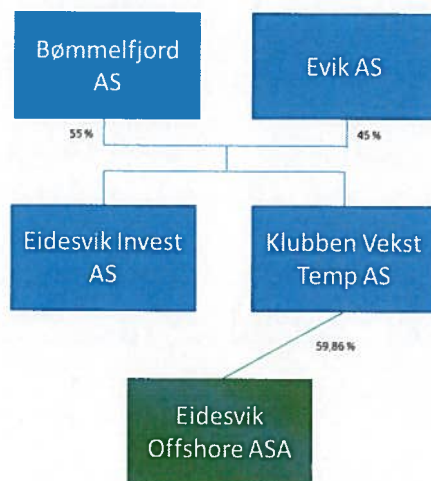 Bømmelfjord
AS
Evik AS
55 %
45 %
Eidesvik Invest
AS
Klubben Vekst
Temp AS
59,86 %
Eidesvik
Offshore ASA